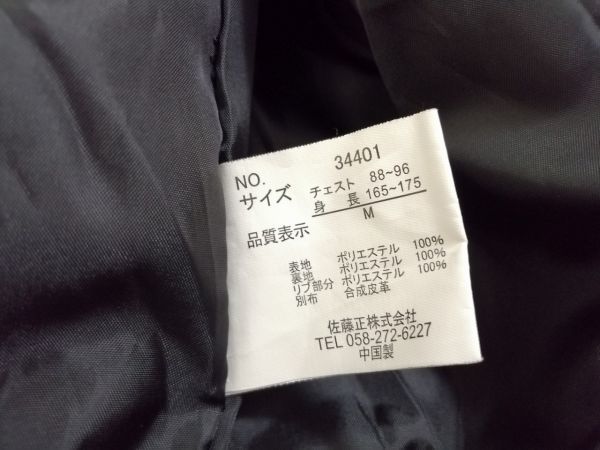 NO. 34401
サイズ チェスト 88~96
身長 165~175
M
品質表示
表地 ポリエステル 100%
裏地 ポリエステル 100%
リブ部分 ポリエステル 100%
別布 合成皮革
佐藤正株式会社
TEL 058-272-6227
中国製